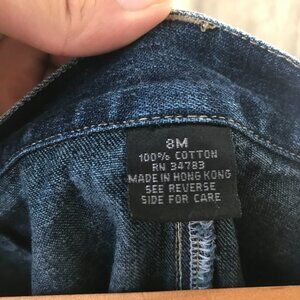 8M
100% COTTON
RN 34783
MADE IN HONG KONG
SEE REVERSE
SIDE FOR CARE